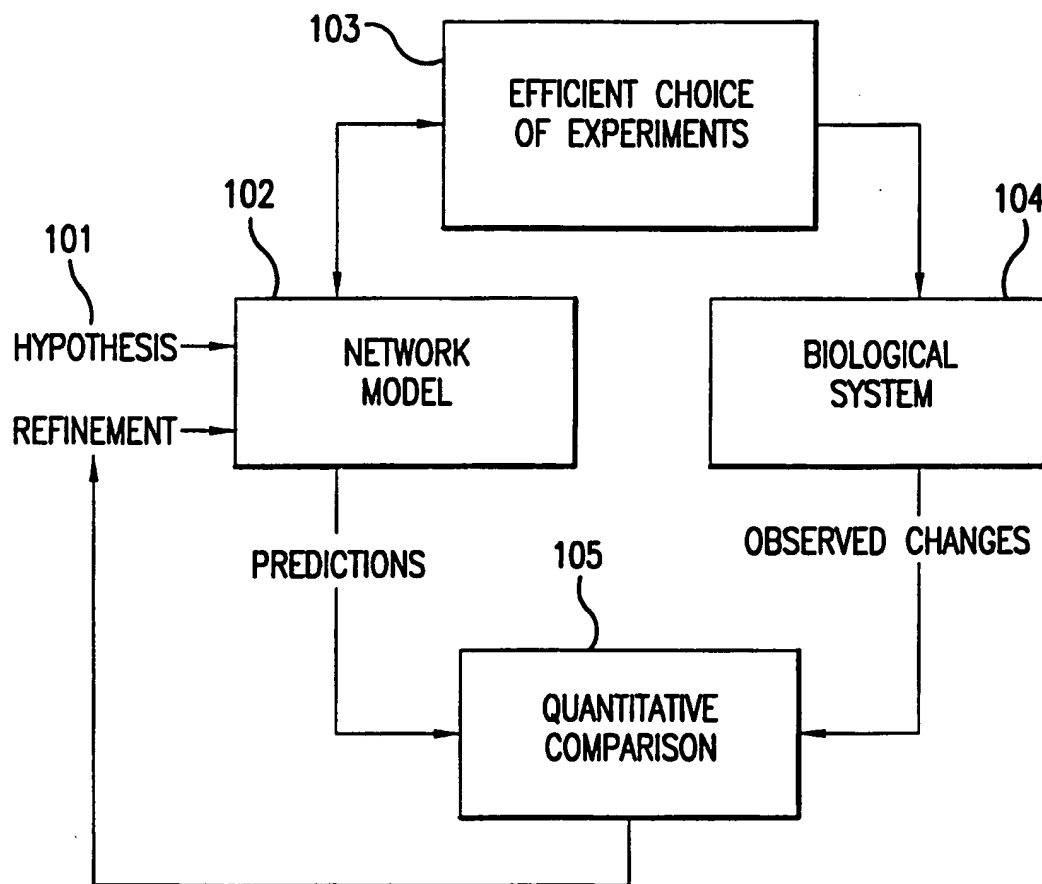 103
EFFICIENT CHOICE
OF EXPERIMENTS
102
104
101
HYPOTHESIS
NETWORK
MODEL
BIOLOGICAL
SYSTEM
REFINEMENT
PREDICTIONS
OBSERVED CHANGES
105
QUANTITATIVE
COMPARISON